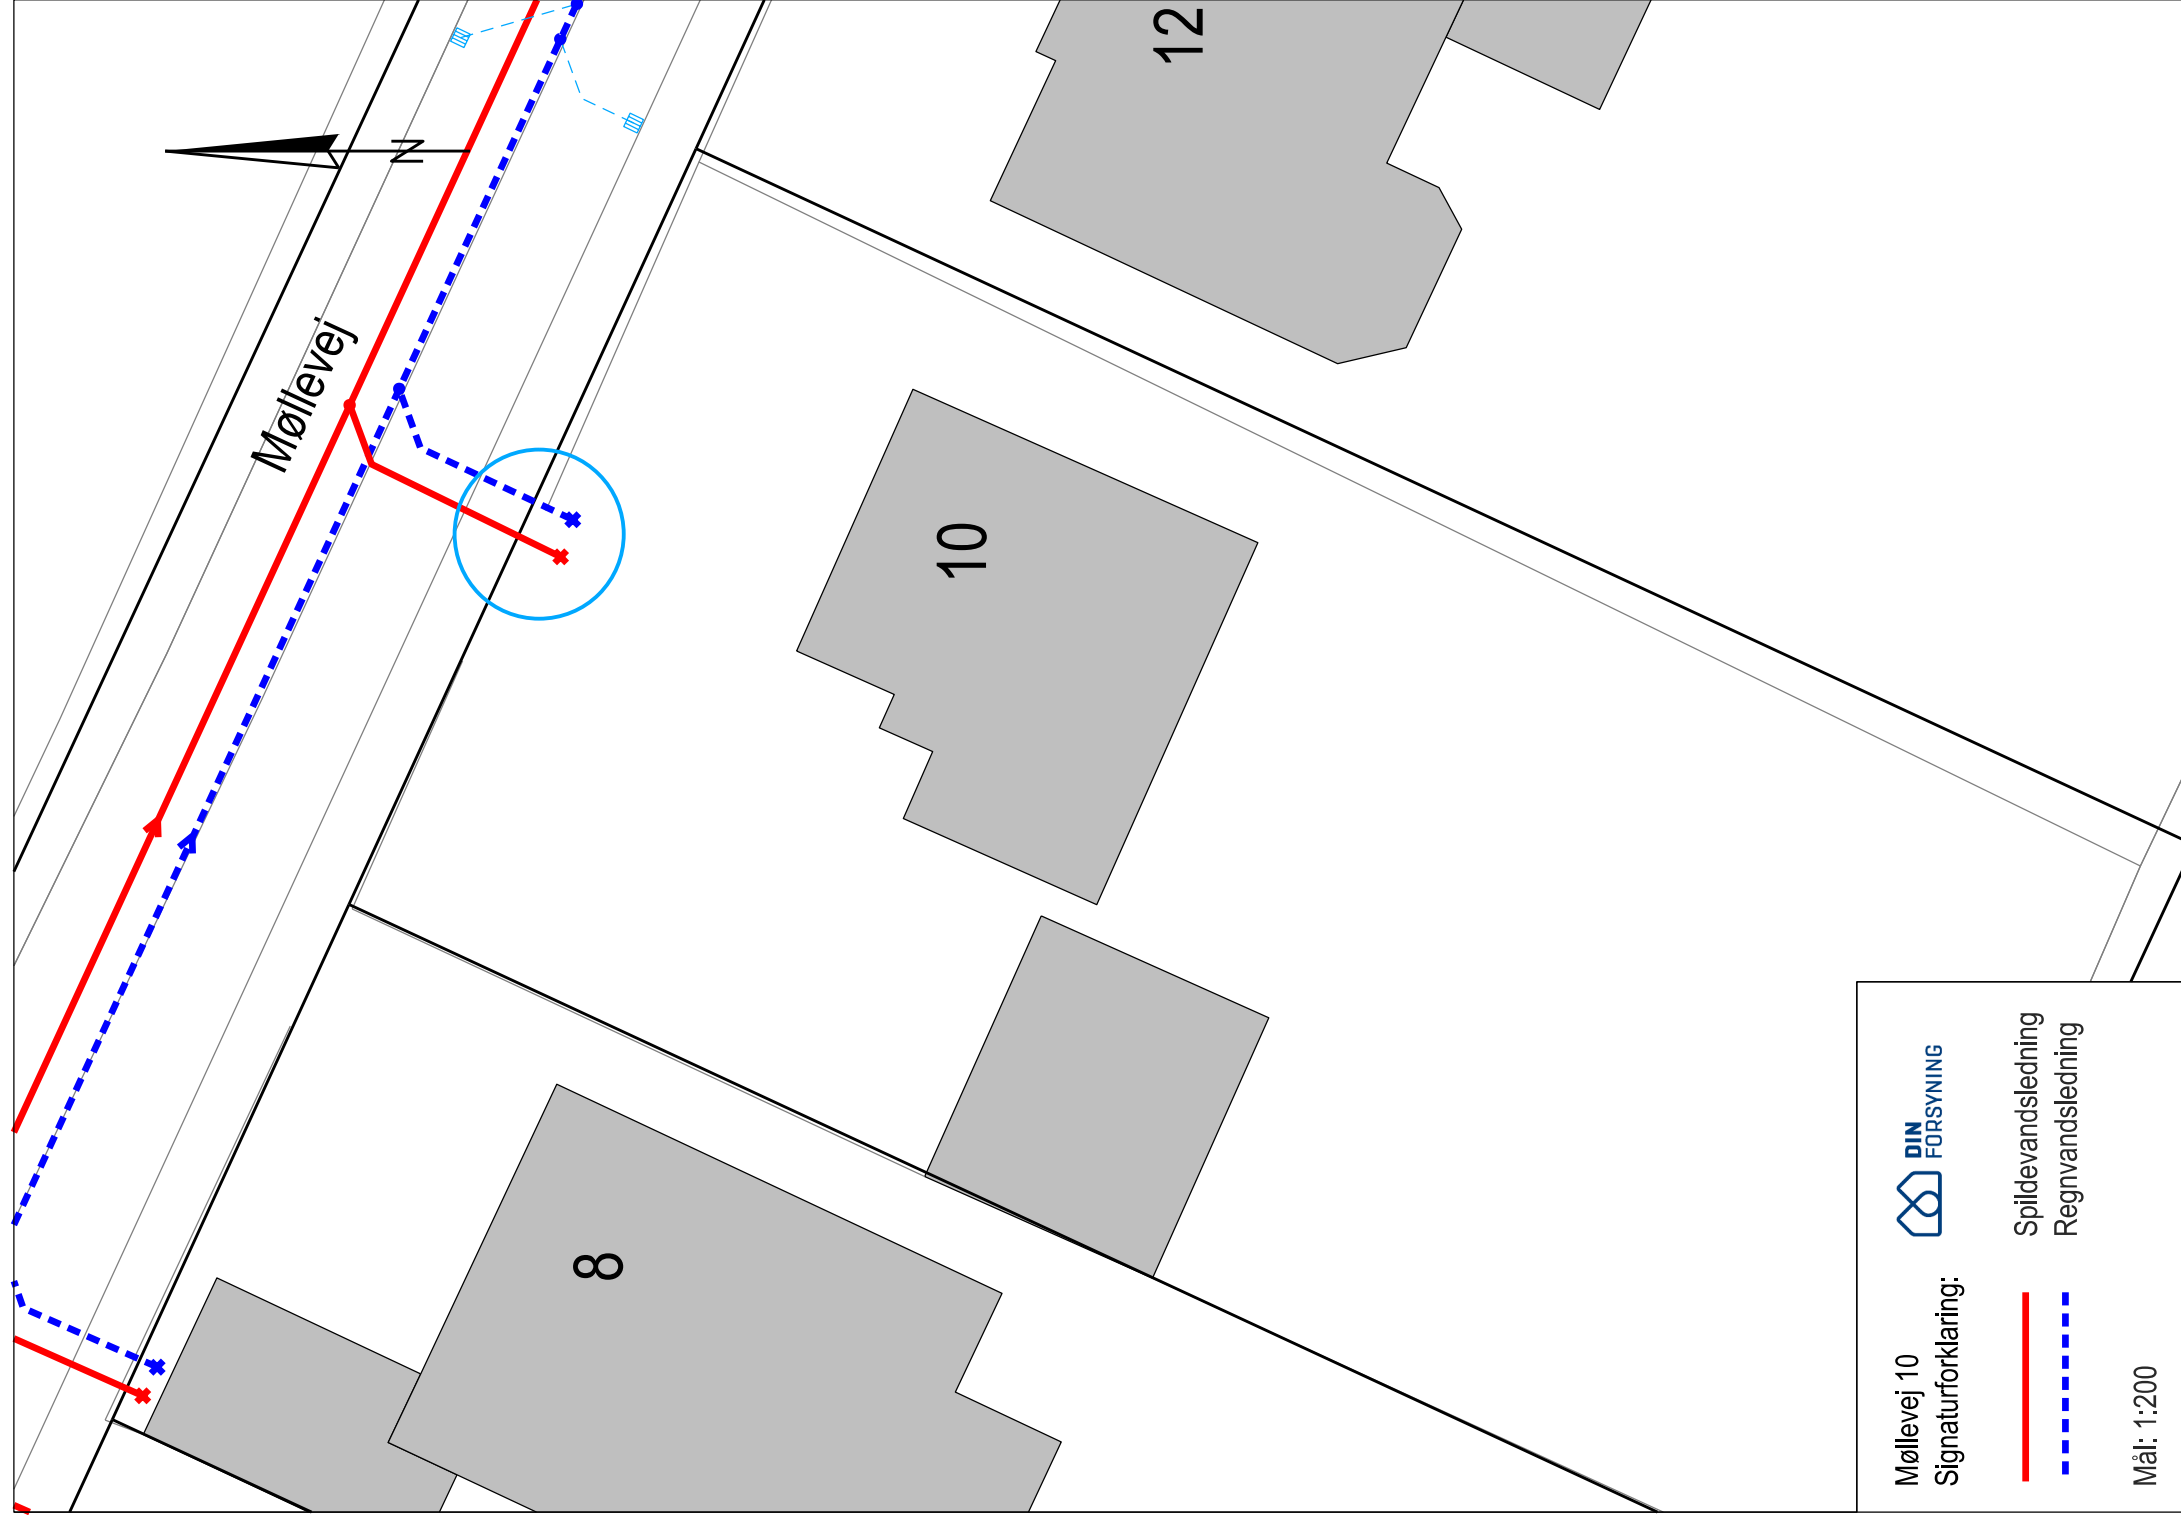 N
Møllevej
12
10
8
DIN
FORSYNING
Møllevej 10
Signaturforklaring:
Spildevandsledning
Regnvandsledning
Mål: 1:200